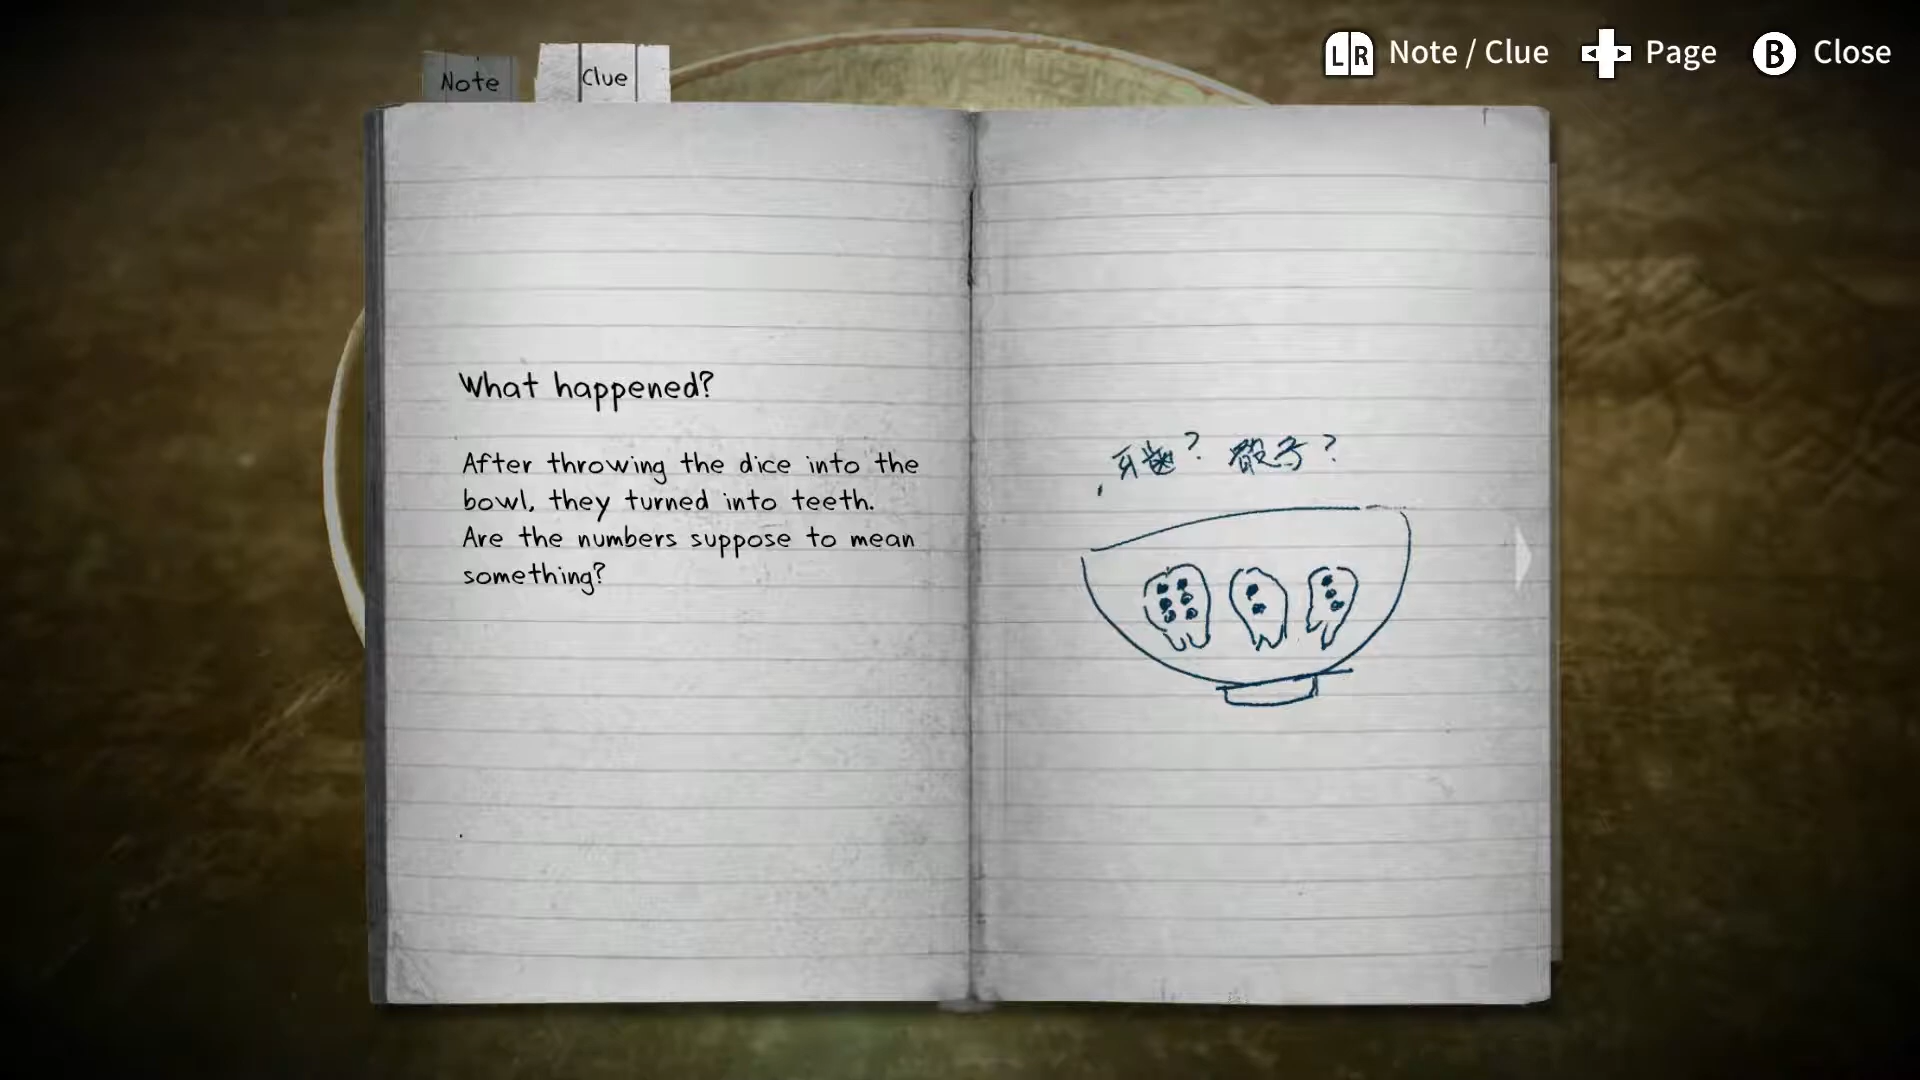 L R Note / Clue Page B Close
Note Clue
What happened?
After throwing the dice into the
bowl, they turned into teeth.
Are the numbers suppose to mean
something?
牙齒? 骰子?